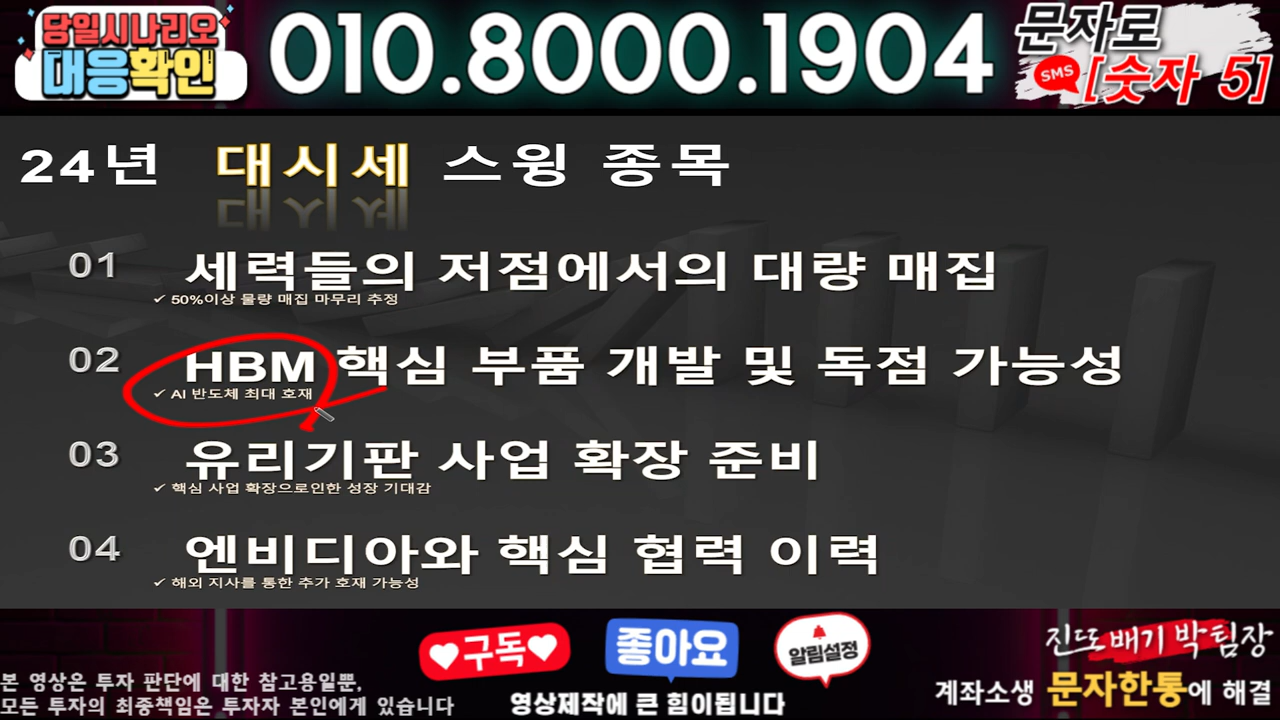 당일시나리오
대응확인
010.8000.1904
문자로
SMS [숫자 5]
24년 대시세 스윙 종목
01 세력들의 저점에서의 대량 매집
✓ 50%이상 물량 매집 마무리 추정
02 HBM 핵심 부품 개발 및 독점 가능성
✓ AI 반도체 최대 호재
03 유리기판 사업 확장 준비
✓ 핵심 사업 확장으로인한 성장 기대감
04 엔비디아와 핵심 협력 이력
✓ 해외 지사를 통한 추가 호재 가능성
본 영상은 투자 판단에 대한 참고용일뿐,
모든 투자의 최종책임은 투자자 본인에게 있습니다
구독
좋아요
알림설정
영상제작에 큰 힘이됩니다
진또배기 박팀장
계좌소생 문자한통에 해결